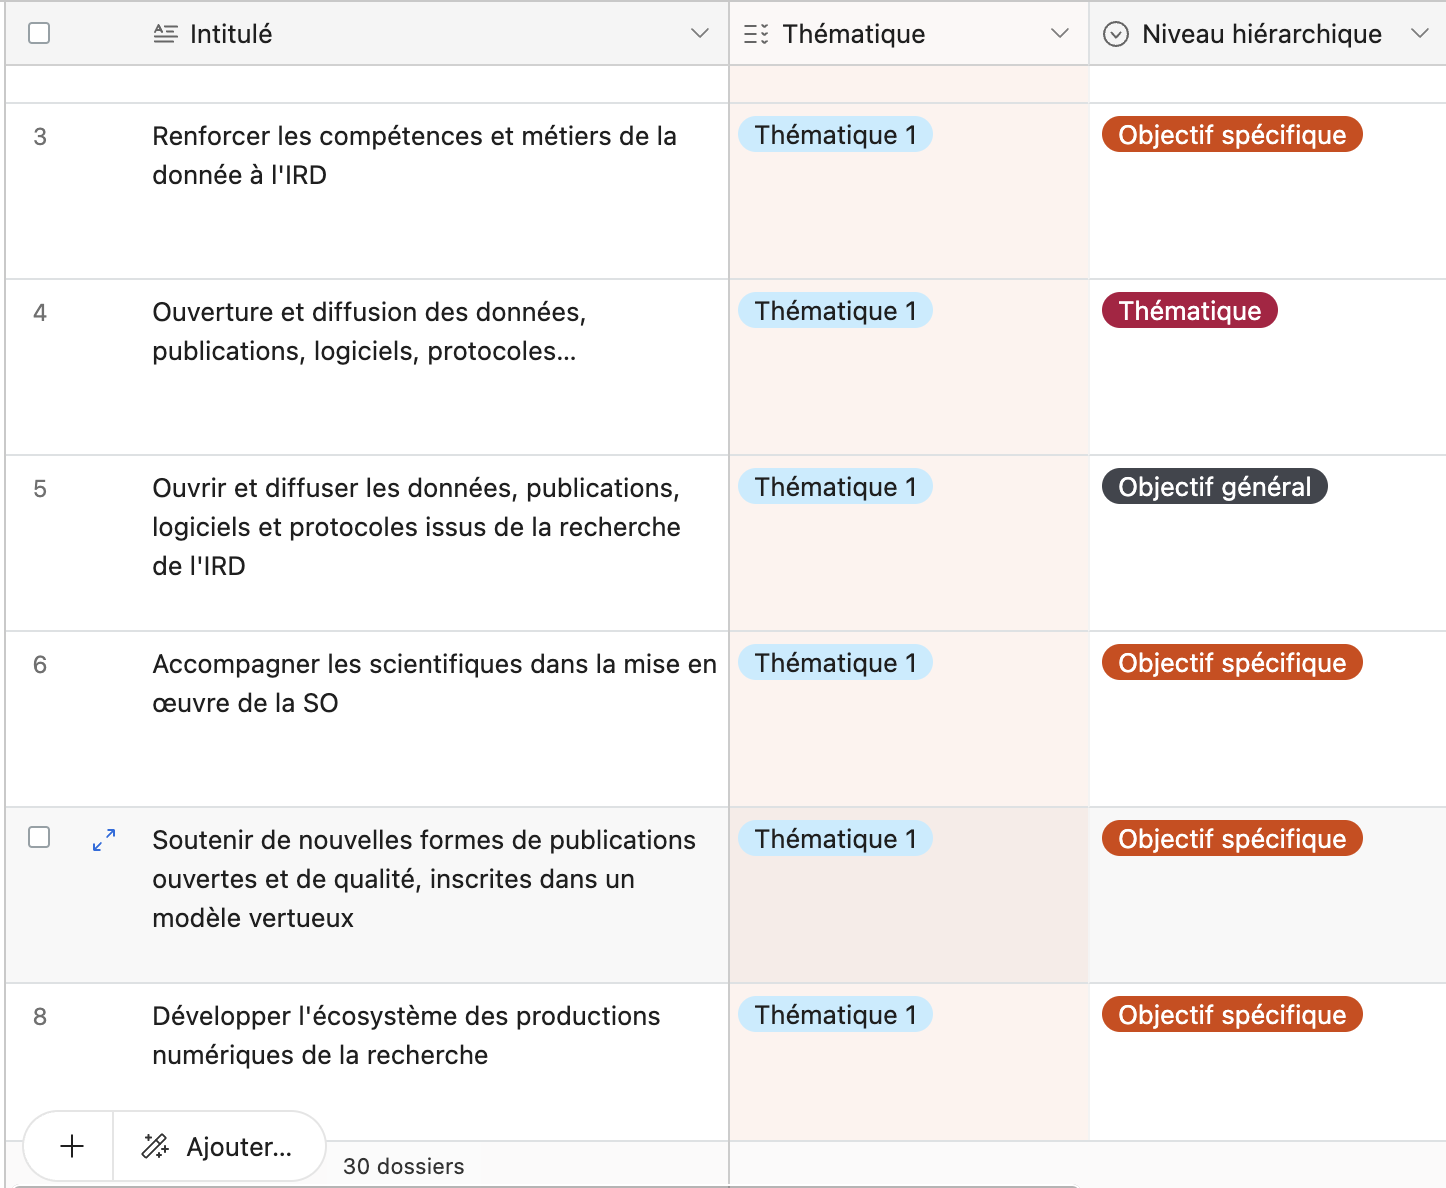 Intitulé
Thématique
Niveau hiérarchique
3
Renforcer les compétences et métiers de la
donnée à l'IRD
Thématique 1
Objectif spécifique
4
Ouverture et diffusion des données,
publications, logiciels, protocoles...
Thématique 1
Thématique
5
Ouvrir et diffuser les données, publications,
logiciels et protocoles issus de la recherche
de l'IRD
Thématique 1
Objectif général
6
Accompagner les scientifiques dans la mise en
œuvre de la SO
Thématique 1
Objectif spécifique
Soutenir de nouvelles formes de publications
ouvertes et de qualité, inscrites dans un
modèle vertueux
Thématique 1
Objectif spécifique
8
Développer l'écosystème des productions
numériques de la recherche
Thématique 1
Objectif spécifique
Ajouter...
30 dossiers